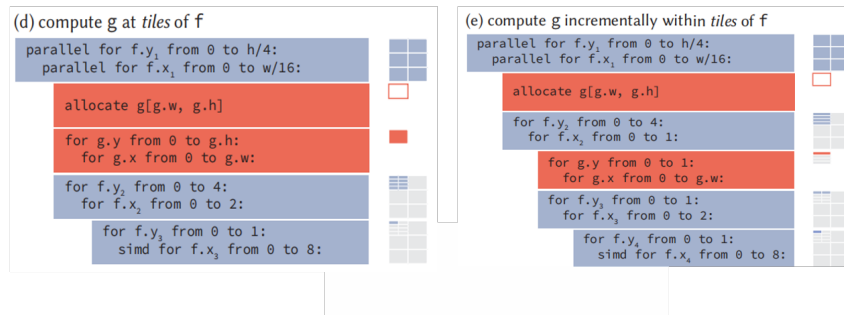 (d) compute g at tiles of f
parallel for f.y₁ from 0 to h/4:
parallel for f.x₁ from 0 to w/16:
allocate g[g.w, g.h]
for g.y from 0 to g.h:
for g.x from 0 to g.w:
for f.y₂ from 0 to 4:
for f.x₂ from 0 to 2:
for f.y₃ from 0 to 1:
simd for f.x₃ from 0 to 8:
(e) compute g incrementally within tiles of f
parallel for f.y₁ from 0 to h/4:
parallel for f.x₁ from 0 to w/16:
allocate g[g.w, g.h]
for f.y₂ from 0 to 4:
for f.x₂ from 0 to 1:
for g.y from 0 to 1:
for g.x from 0 to g.w:
for f.y₃ from 0 to 1:
for f.x₃ from 0 to 2:
for f.y₄ from 0 to 1:
simd for f.x₄ from 0 to 8: